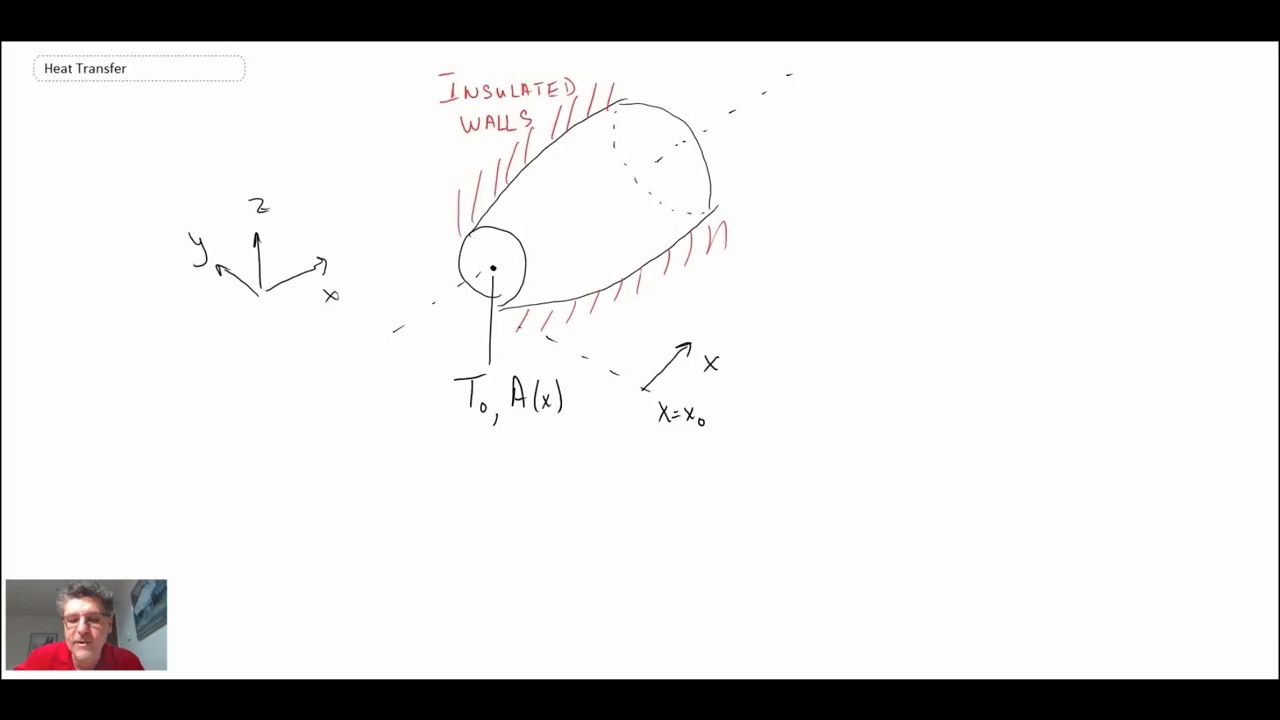 Heat Transfer
INSULATED
WALLS
z
y
x
x
T₀, A(x)
x=x₀